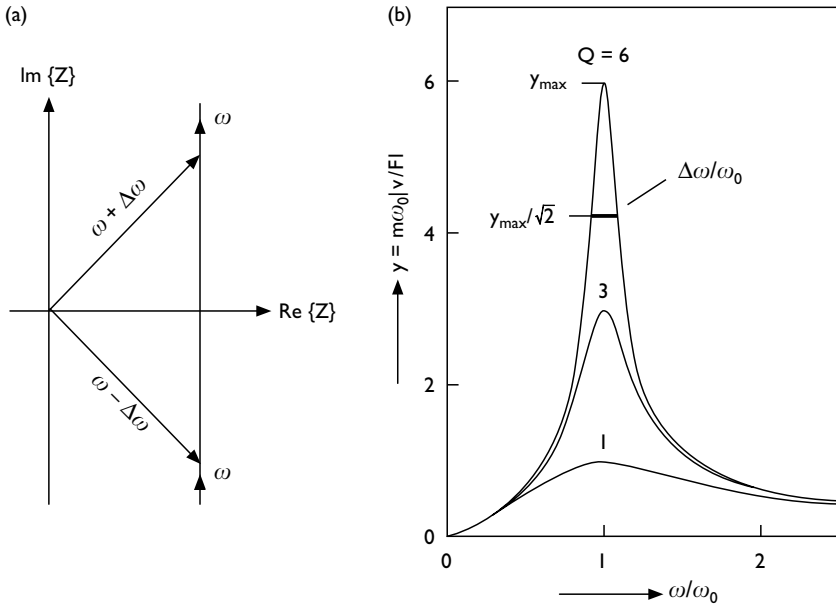 (a)
Im {Z}
ω
ω + Δω
Re {Z}
ω − Δω
ω
(b)
Q = 6
6
y_max
Δω/ω_0
y_max/√2
y = mω_0|v/F|
4
3
2
1
0
0
1
2
ω/ω_0